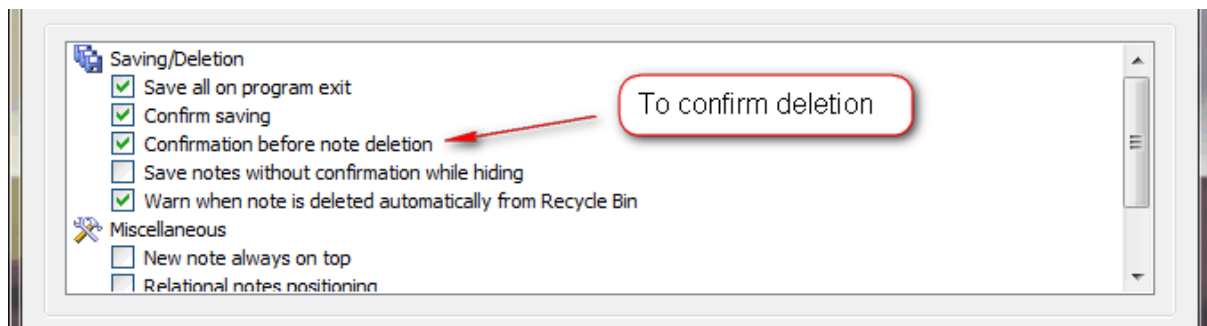 Saving/Deletion
Save all on program exit
Confirm saving
To confirm deletion
Confirmation before note deletion
Save notes without confirmation while hiding
Warn when note is deleted automatically from Recycle Bin
Miscellaneous
New note always on top
Relational notes positioning